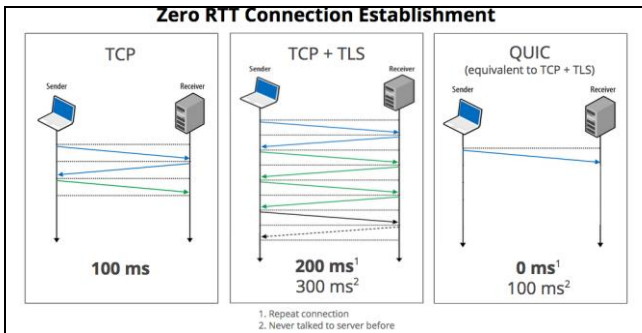 Zero RTT Connection Establishment
TCP
Sender
Receiver
100 ms
TCP + TLS
Sender
Receiver
200 ms1
300 ms2
QUIC
(equivalent to TCP + TLS)
Sender
Receiver
0 ms1
100 ms2
1. Repeat connection
2. Never talked to server before